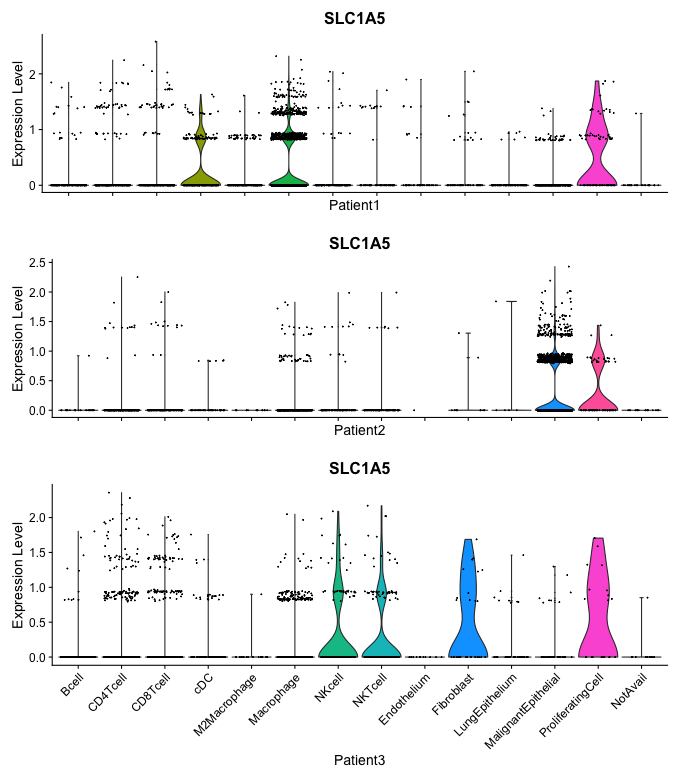 SLC1A5
Expression Level
2
1
0
Patient1
SLC1A5
Expression Level
2.5
2.0
1.5
1.0
0.5
0.0
Patient2
SLC1A5
Expression Level
2.0
1.5
1.0
0.5
0.0
Bcell
CD4Tcell
CD8Tcell
cDC
M2Macrophage
Macrophage
NKcell
NKTcell
Endothelium
Fibroblast
LungEpithelium
MalignantEpithelial
ProliferatingCell
NotAvail
Patient3